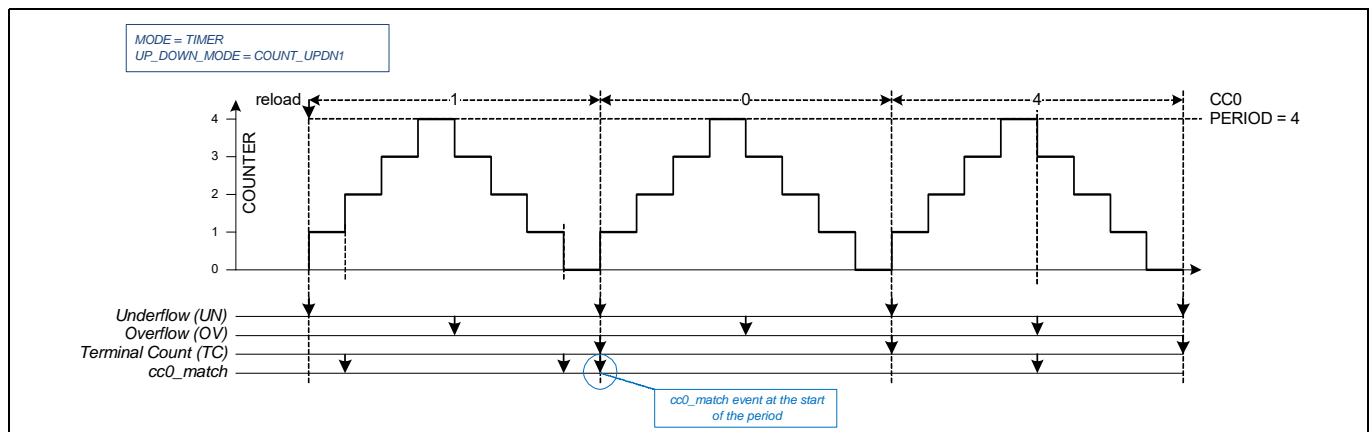 MODE = TIMER
UP_DOWN_MODE = COUNT_UPDN1
reload 1 0 4 CC0
PERIOD = 4
4
3
2
1
0
COUNTER
Underflow (UN)
Overflow (OV)
Terminal Count (TC)
cc0_match
cc0_match event at the start
of the period